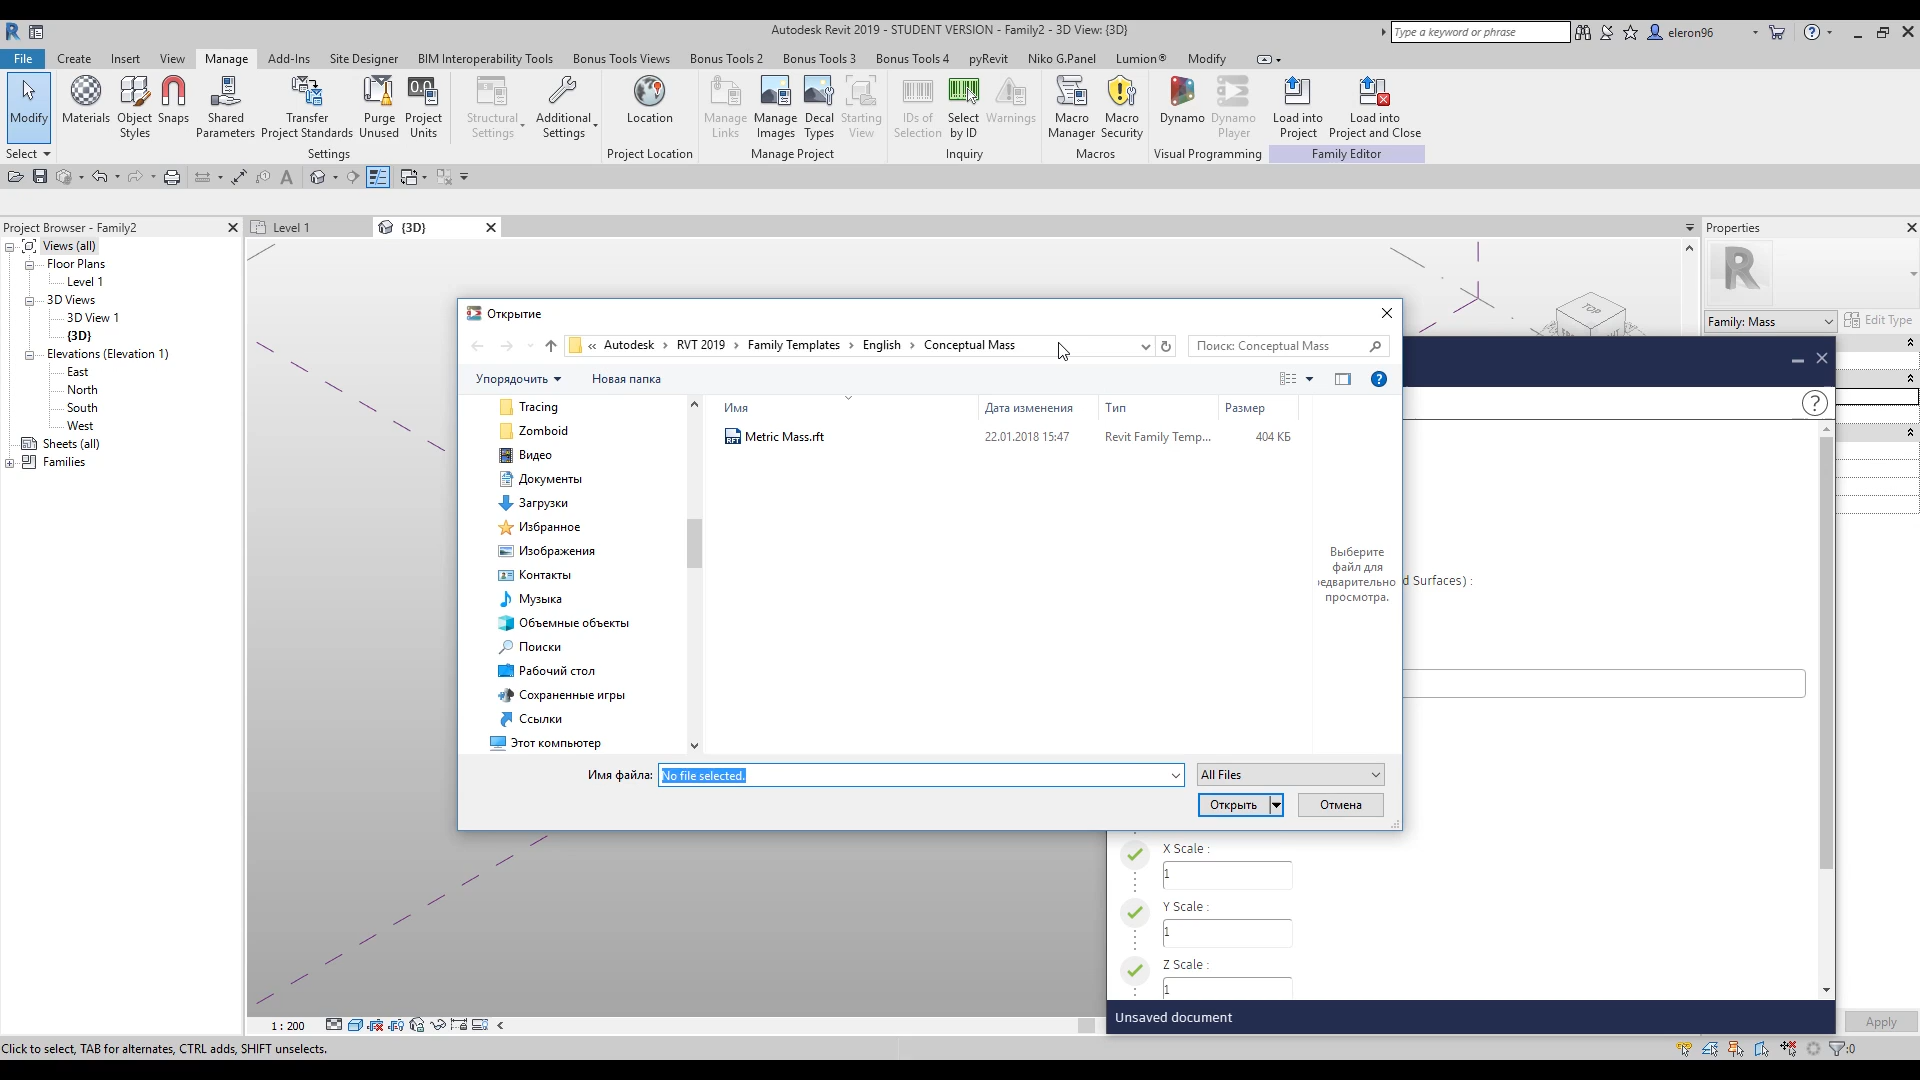 Autodesk Revit 2019 - STUDENT VERSION - Family2 - 3D View: {3D}
Type a keyword or phrase
eleron96
File Create Insert View Manage Add-Ins Site Designer BIM Interoperability Tools Bonus Tools Views Bonus Tools 2 Bonus Tools 3 Bonus Tools 4 pyRevit Niko G.Panel Lumion® Modify
Modify Materials Object Styles Snaps Shared Parameters Transfer Project Standards Purge Unused Project Units Structural Settings Additional Settings Location Manage Links Manage Images Decal Types Starting View IDs of Selection Select by ID Warnings Macro Manager Macro Security Dynamo Dynamo Player Load into Project Load into Project and Close
Select Settings Project Location Manage Project Inquiry Macros Visual Programming Family Editor
Project Browser - Family2
Views (all)
Floor Plans
Level 1
3D Views
3D View 1
{3D}
Elevations (Elevation 1)
East
North
South
West
Sheets (all)
Families
Level 1
{3D}
TOP
Properties
Family: Mass
Edit Type
Открытие
« Autodesk › RVT 2019 › Family Templates › English › Conceptual Mass
Поиск: Conceptual Mass
Упорядочить
Новая папка
Tracing
Zomboid
Видео
Документы
Загрузки
Избранное
Изображения
Контакты
Музыка
Объемные объекты
Поиски
Рабочий стол
Сохраненные игры
Ссылки
Этот компьютер
Имя Дата изменения Тип Размер
Metric Mass.rft 22.01.2018 15:47 Revit Family Temp... 404 КБ
Выберите
файл для
едварительно
просмотра.
Имя файла: No file selected.
All Files
Открыть
Отмена
d Surfaces) :
X Scale :
1
Y Scale :
1
Z Scale :
1
Unsaved document
Apply
1 : 200
Click to select, TAB for alternates, CTRL adds, SHIFT unselects.
:0